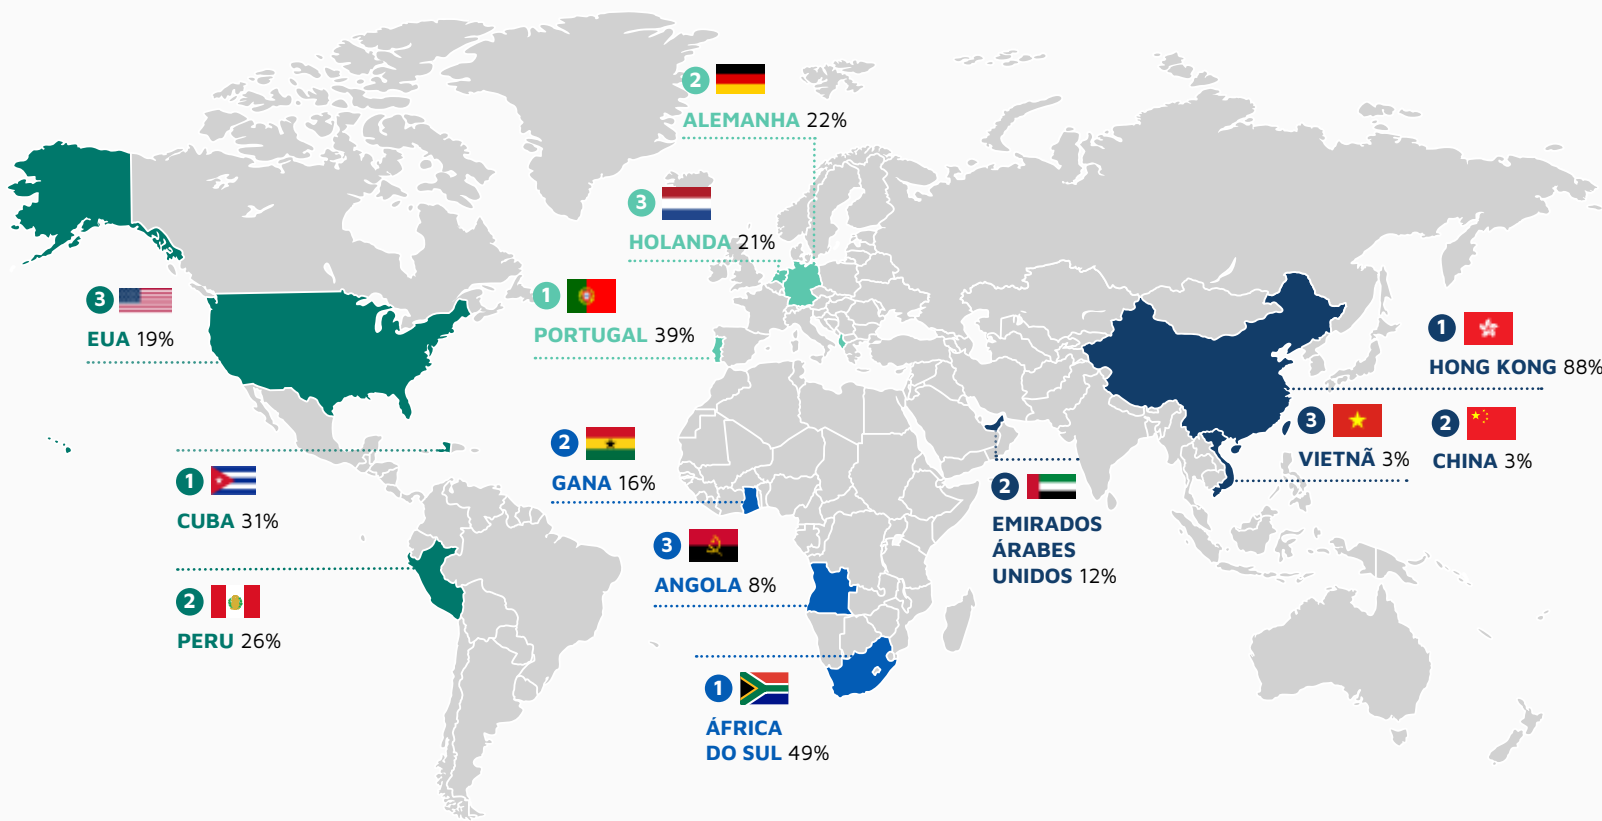 2
ALEMANHA 22%
3
HOLANDA 21%
1
PORTUGAL 39%
3
EUA 19%
1
CUBA 31%
2
PERU 26%
2
GANA 16%
3
ANGOLA 8%
1
ÁFRICA
DO SUL 49%
2
EMIRADOS
ÁRABES
UNIDOS 12%
1
HONG KONG 88%
3
VIETNÃ 3%
2
CHINA 3%